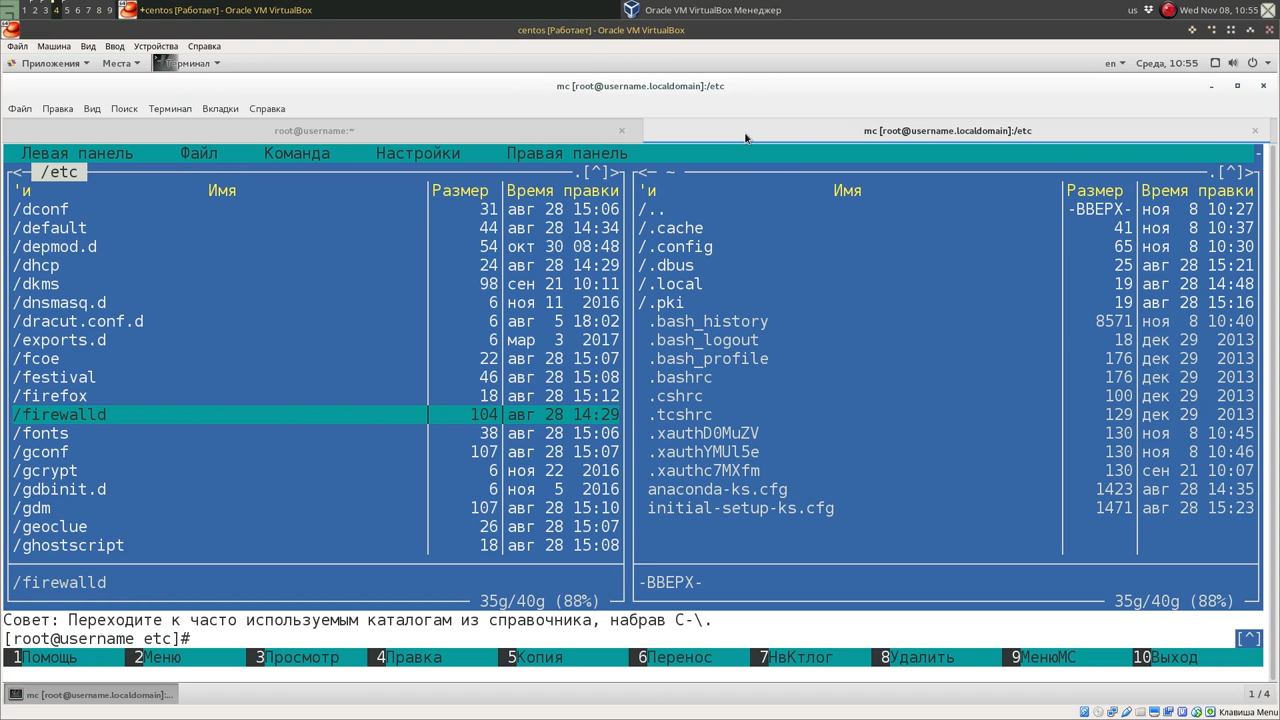 1 2 3 4 5 6 7 8 9 +centos [Работает] - Oracle VM VirtualBox Oracle VM VirtualBox Менеджер us Wed Nov 08, 10:55
centos [Работает] - Oracle VM VirtualBox
Файл Машина Вид Ввод Устройства Справка
Приложения Места Терминал en Среда, 10:55
mc [root@username.localdomain]:/etc
Файл Правка Вид Поиск Терминал Вкладки Справка
root@username:~ × mc [root@username.localdomain]:/etc ×
Левая панель Файл Команда Настройки Правая панель
<─ /etc .[^]> <─ ~ .[^]>
'и Имя Размер Время правки 'и Имя Размер Время правки
/dconf 31 авг 28 15:06 /.. -ВВЕРХ- ноя 8 10:27
/default 44 авг 28 14:34 /.cache 41 ноя 8 10:37
/depmod.d 54 окт 30 08:48 /.config 65 ноя 8 10:30
/dhcp 24 авг 28 14:29 /.dbus 25 авг 28 15:21
/dkms 98 сен 21 10:11 /.local 19 авг 28 14:48
/dnsmasq.d 6 ноя 11 2016 /.pki 19 авг 28 15:16
/dracut.conf.d 6 авг 5 18:02 .bash_history 8571 ноя 8 10:40
/exports.d 6 мар 3 2017 .bash_logout 18 дек 29 2013
/fcoe 22 авг 28 15:07 .bash_profile 176 дек 29 2013
/festival 46 авг 28 15:08 .bashrc 176 дек 29 2013
/firefox 18 авг 28 15:12 .cshrc 100 дек 29 2013
/firewalld 104 авг 28 14:29 .tcshrc 129 дек 29 2013
/fonts 38 авг 28 15:06 .xauthD0MuZV 130 ноя 8 10:45
/gconf 107 авг 28 15:07 .xauthYMUl5e 130 ноя 8 10:46
/gcrypt 6 ноя 22 2016 .xauthc7MXfm 130 сен 21 10:07
/gdbinit.d 6 ноя 5 2016 anaconda-ks.cfg 1423 авг 28 14:35
/gdm 107 авг 28 15:10 initial-setup-ks.cfg 1471 авг 28 15:23
/geoclue 26 авг 28 15:07
/ghostscript 18 авг 28 15:08
/firewalld -ВВЕРХ-
35g/40g (88%) 35g/40g (88%)
Совет: Переходите к часто используемым каталогам из справочника, набрав C-\.
[root@username etc]# [^]
1Помощь 2Меню 3Просмотр 4Правка 5Копия 6Перенос 7НвКтлог 8Удалить 9МенюМС 10Выход
mc [root@username.localdomain]:... 1 / 4
Клавиша Menu